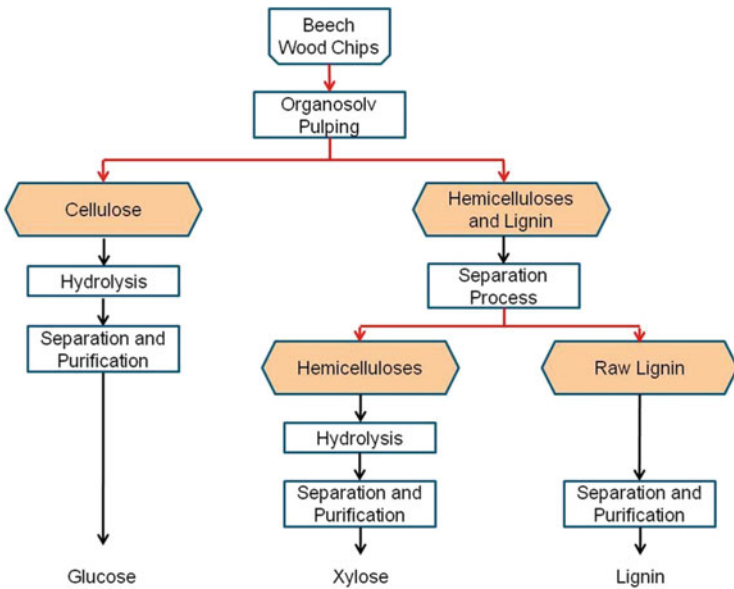 Beech
Wood Chips
Organosolv
Pulping
Cellulose
Hemicelluloses
and Lignin
Hydrolysis
Separation
Process
Separation and
Purification
Hemicelluloses
Raw Lignin
Hydrolysis
Separation and
Purification
Separation and
Purification
Glucose
Xylose
Lignin